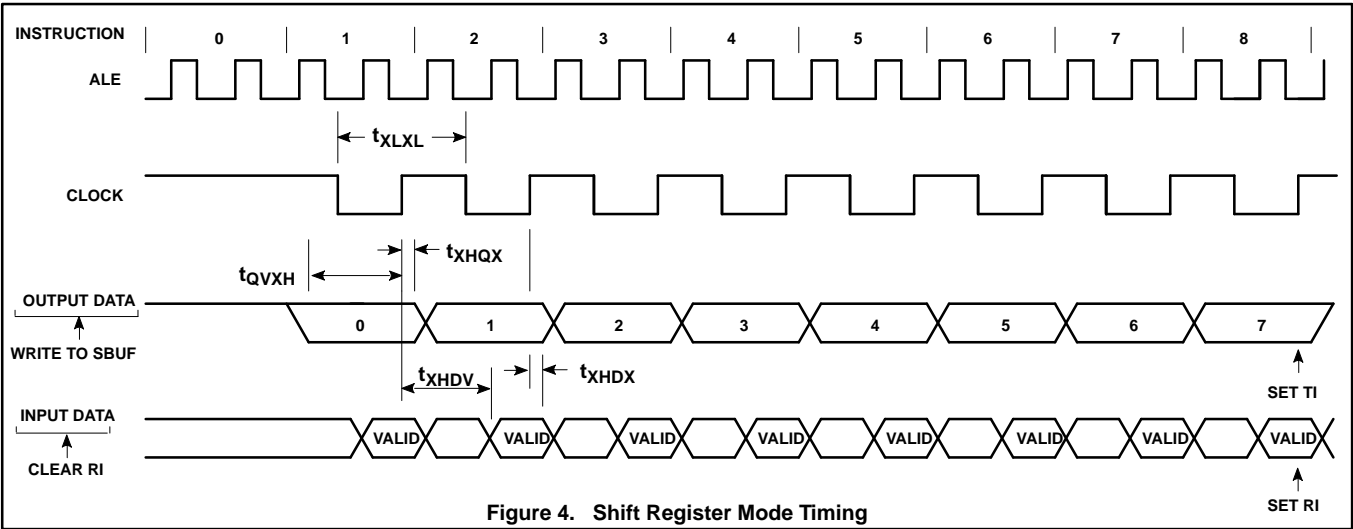 INSTRUCTION 0 1 2 3 4 5 6 7 8
ALE
tXLXL
CLOCK
tXHQX
tQVXH
OUTPUT DATA
0 1 2 3 4 5 6 7
WRITE TO SBUF
tXHDV
tXHDX
SET TI
INPUT DATA
VALID VALID VALID VALID VALID VALID VALID VALID
CLEAR RI
SET RI
Figure 4. Shift Register Mode Timing